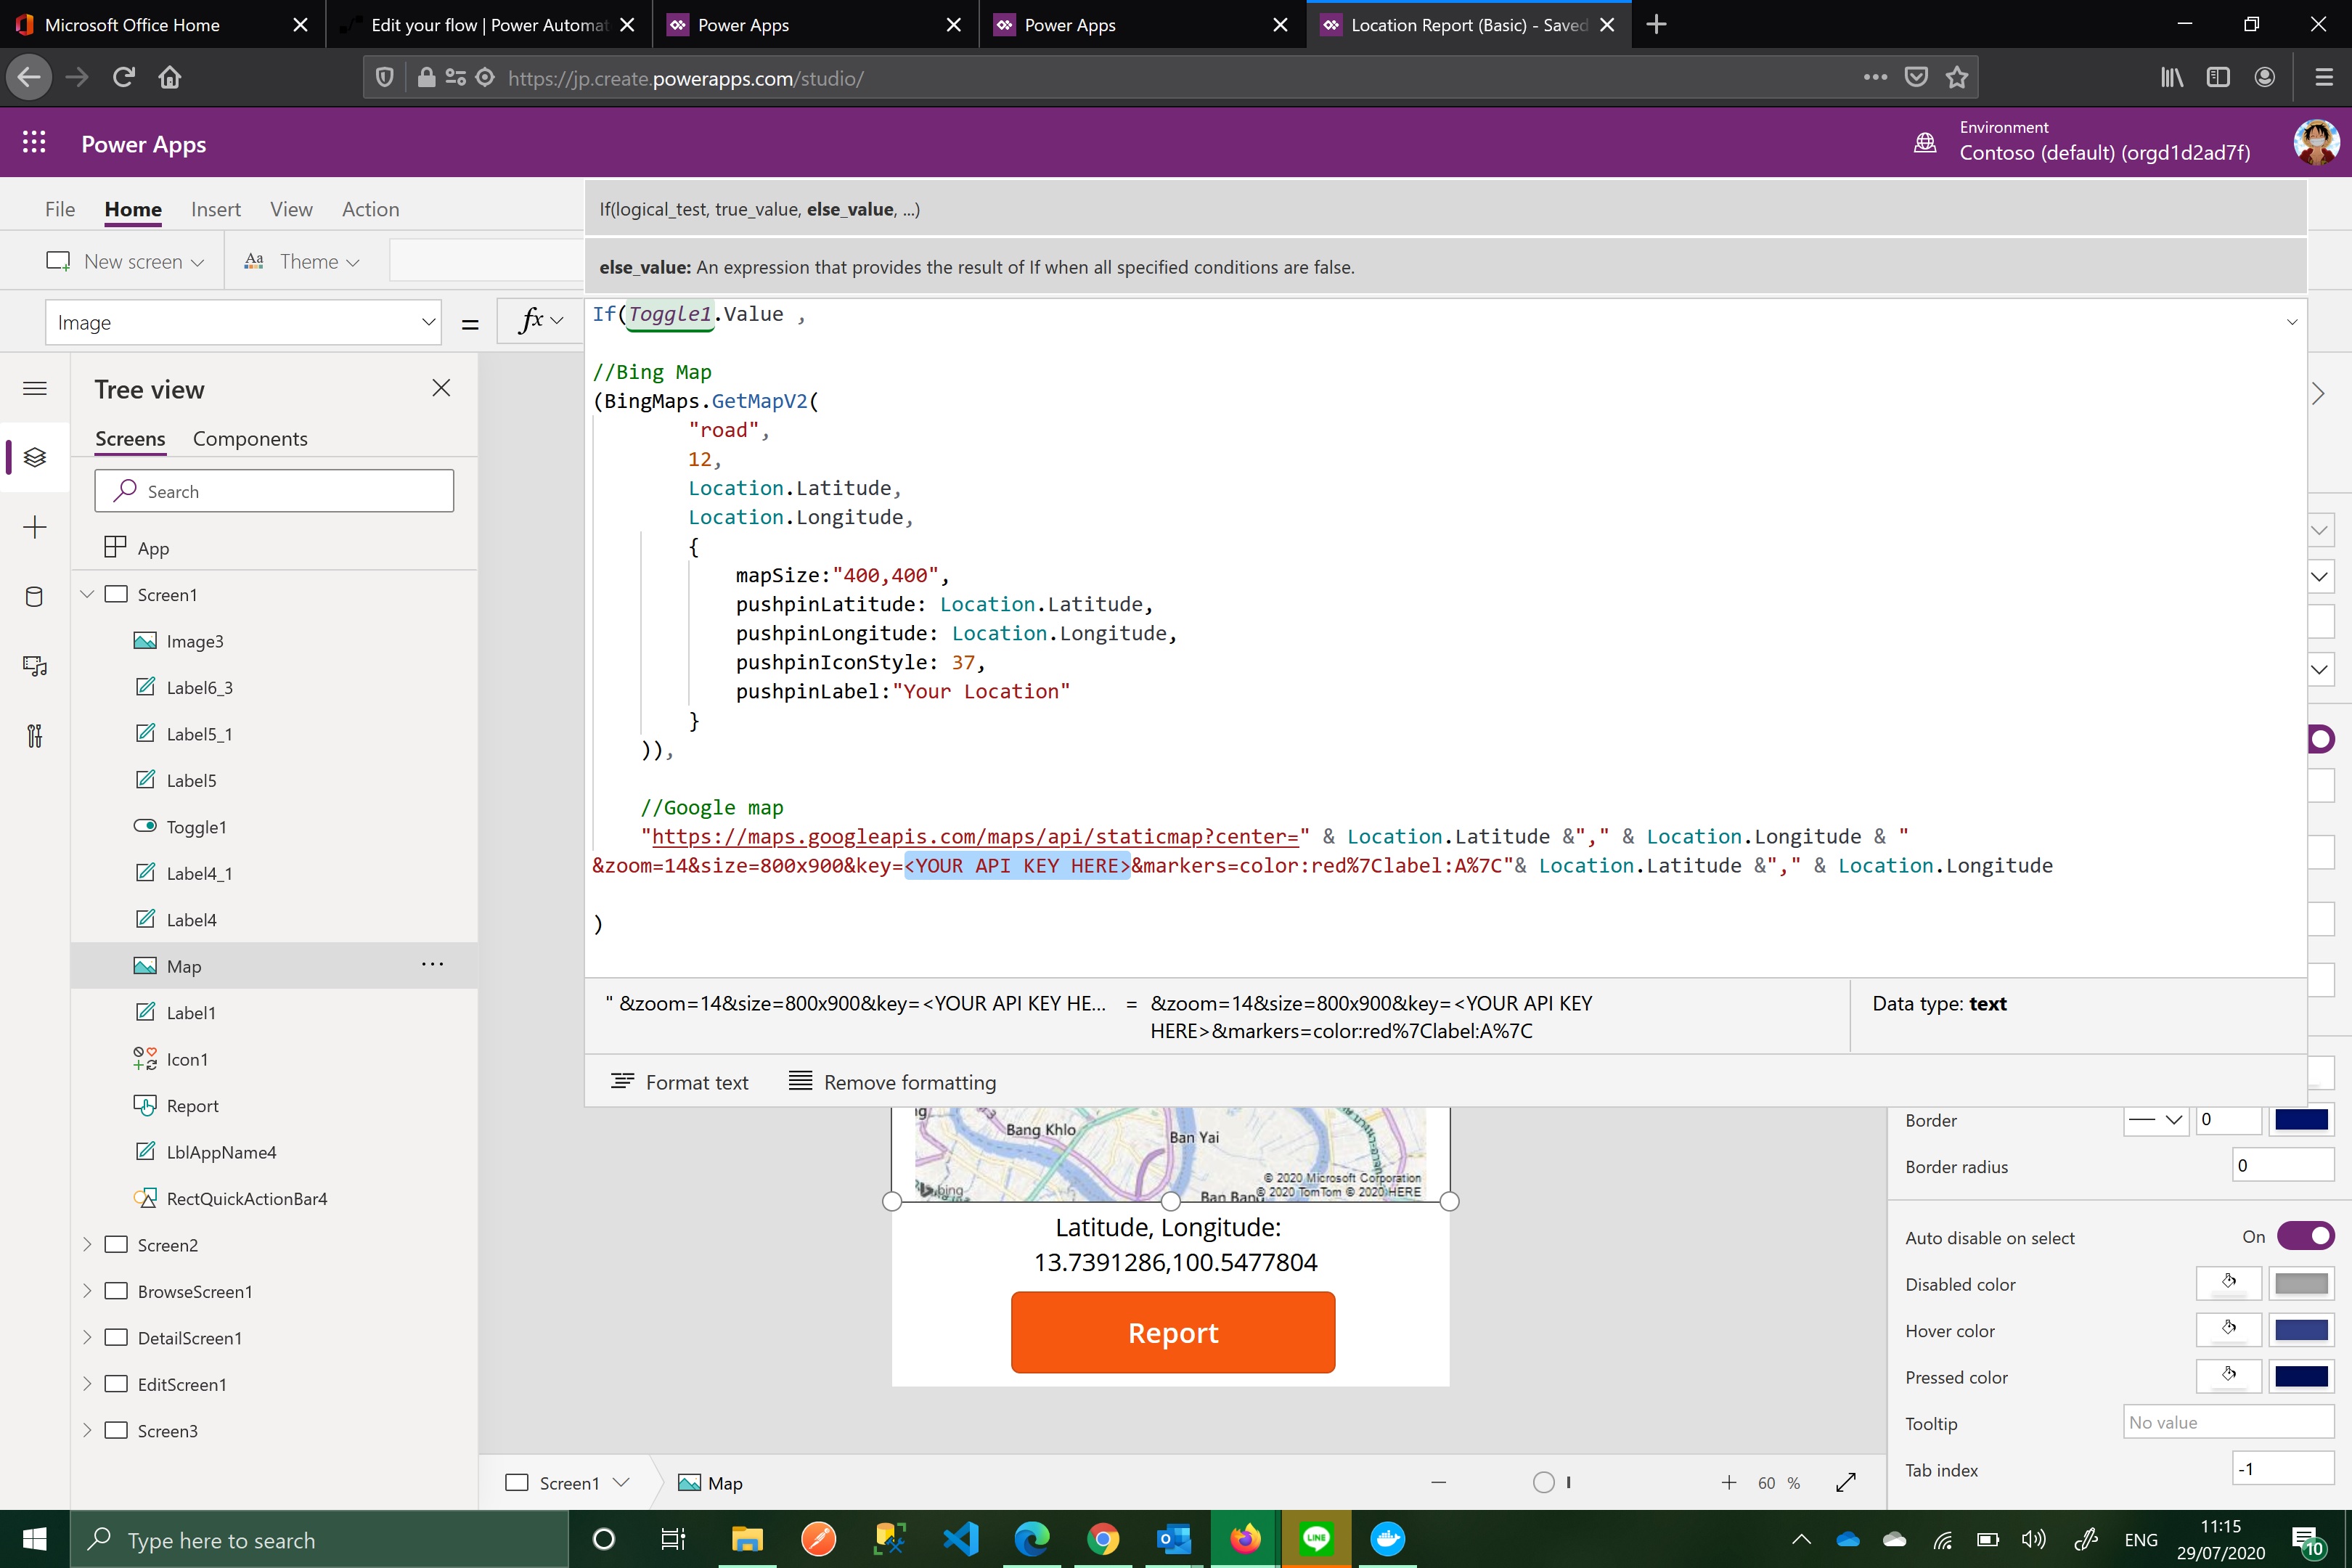 Microsoft Office Home
Edit your flow | Power Automat
Power Apps
Power Apps
Location Report (Basic) - Saved
https://jp.create.powerapps.com/studio/
Power Apps
Environment
Contoso (default) (orgd1d2ad7f)
File Home Insert View Action
New screen
Aa Theme
If(logical_test, true_value, else_value, ...)
else_value: An expression that provides the result of If when all specified conditions are false.
Image
=
fx
If(Toggle1.Value ,
//Bing Map
(BingMaps.GetMapV2(
"road",
12,
Location.Latitude,
Location.Longitude,
{
mapSize:"400,400",
pushpinLatitude: Location.Latitude,
pushpinLongitude: Location.Longitude,
pushpinIconStyle: 37,
pushpinLabel:"Your Location"
}
)),
//Google map
"https://maps.googleapis.com/maps/api/staticmap?center=" & Location.Latitude &"," & Location.Longitude & "
&zoom=14&size=800x900&key=<YOUR API KEY HERE>&markers=color:red%7Clabel:A%7C"& Location.Latitude &"," & Location.Longitude
)
" &zoom=14&size=800x900&key=<YOUR API KEY HE... = &zoom=14&size=800x900&key=<YOUR API KEY
HERE>&markers=color:red%7Clabel:A%7C
Data type: text
Format text
Remove formatting
Tree view
Screens Components
Search
App
Screen1
Image3
Label6_3
Label5_1
Label5
Toggle1
Label4_1
Label4
Map
Label1
Icon1
Report
LblAppName4
RectQuickActionBar4
Screen2
BrowseScreen1
DetailScreen1
EditScreen1
Screen3
Bang Khlo
Ban Yai
bing
© 2020 Microsoft Corporation
© 2020 TomTom © 2020 HERE
Latitude, Longitude:
13.7391286,100.5477804
Report
Border 0
Border radius 0
Auto disable on select On
Disabled color
Hover color
Pressed color
Tooltip No value
Tab index -1
Screen1
Map
60 %
Type here to search
LINE
ENG
11:15
29/07/2020
10